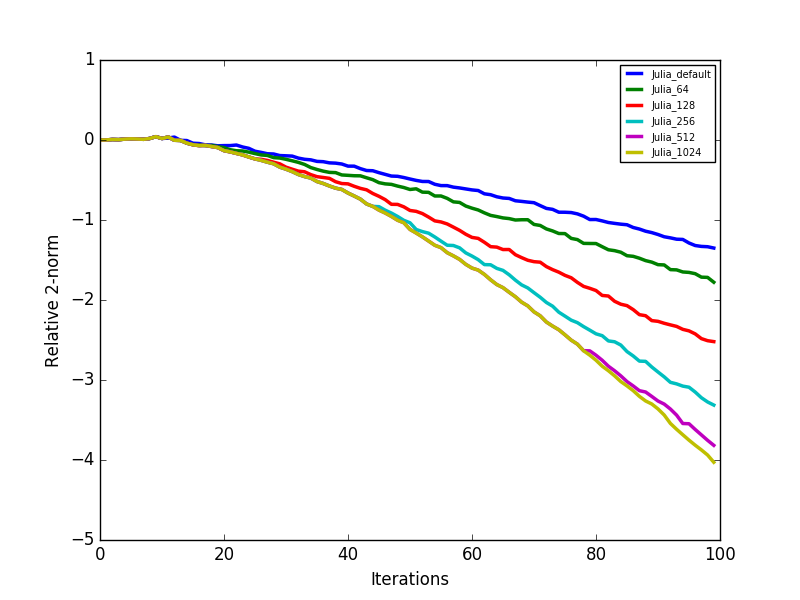 1
0
−1
−2
−3
−4
−5
0 20 40 60 80 100
Relative 2-norm
Iterations
Julia_default
Julia_64
Julia_128
Julia_256
Julia_512
Julia_1024